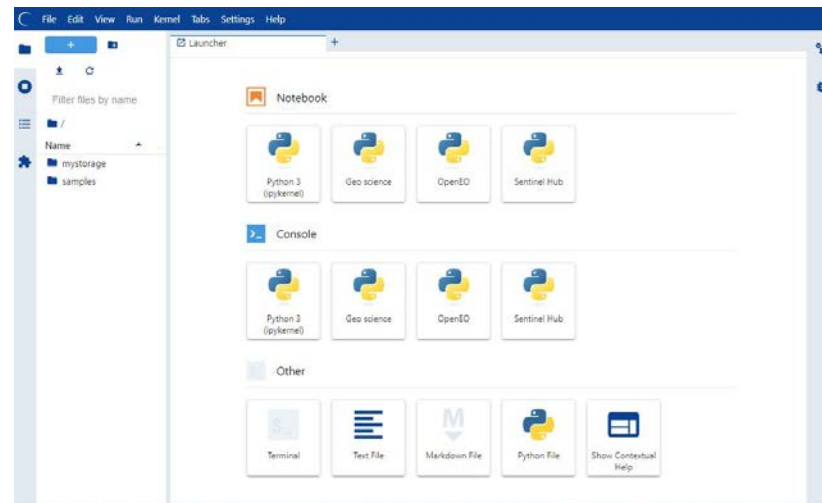 File Edit View Run Kernel Tabs Settings Help
+
Launcher
+
Filter files by name
/
Name
mystorage
samples
Notebook
Python 3 (ipykernel)
Geo science
OpenEO
Sentinel Hub
Console
Python 3 (ipykernel)
Geo science
OpenEO
Sentinel Hub
Other
Terminal
Text File
Markdown File
Python File
Show Contextual Help